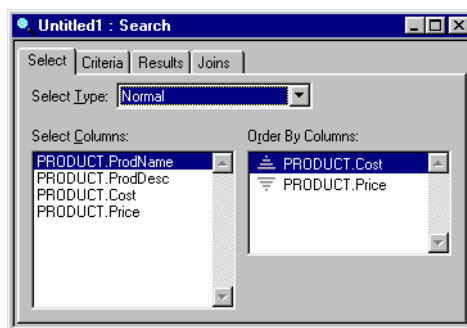 Untitled1 : Search
Select Criteria Results Joins
Select Type: Normal
Select Columns:
PRODUCT.ProdName
PRODUCT.ProdDesc
PRODUCT.Cost
PRODUCT.Price
Order By Columns:
PRODUCT.Cost
PRODUCT.Price